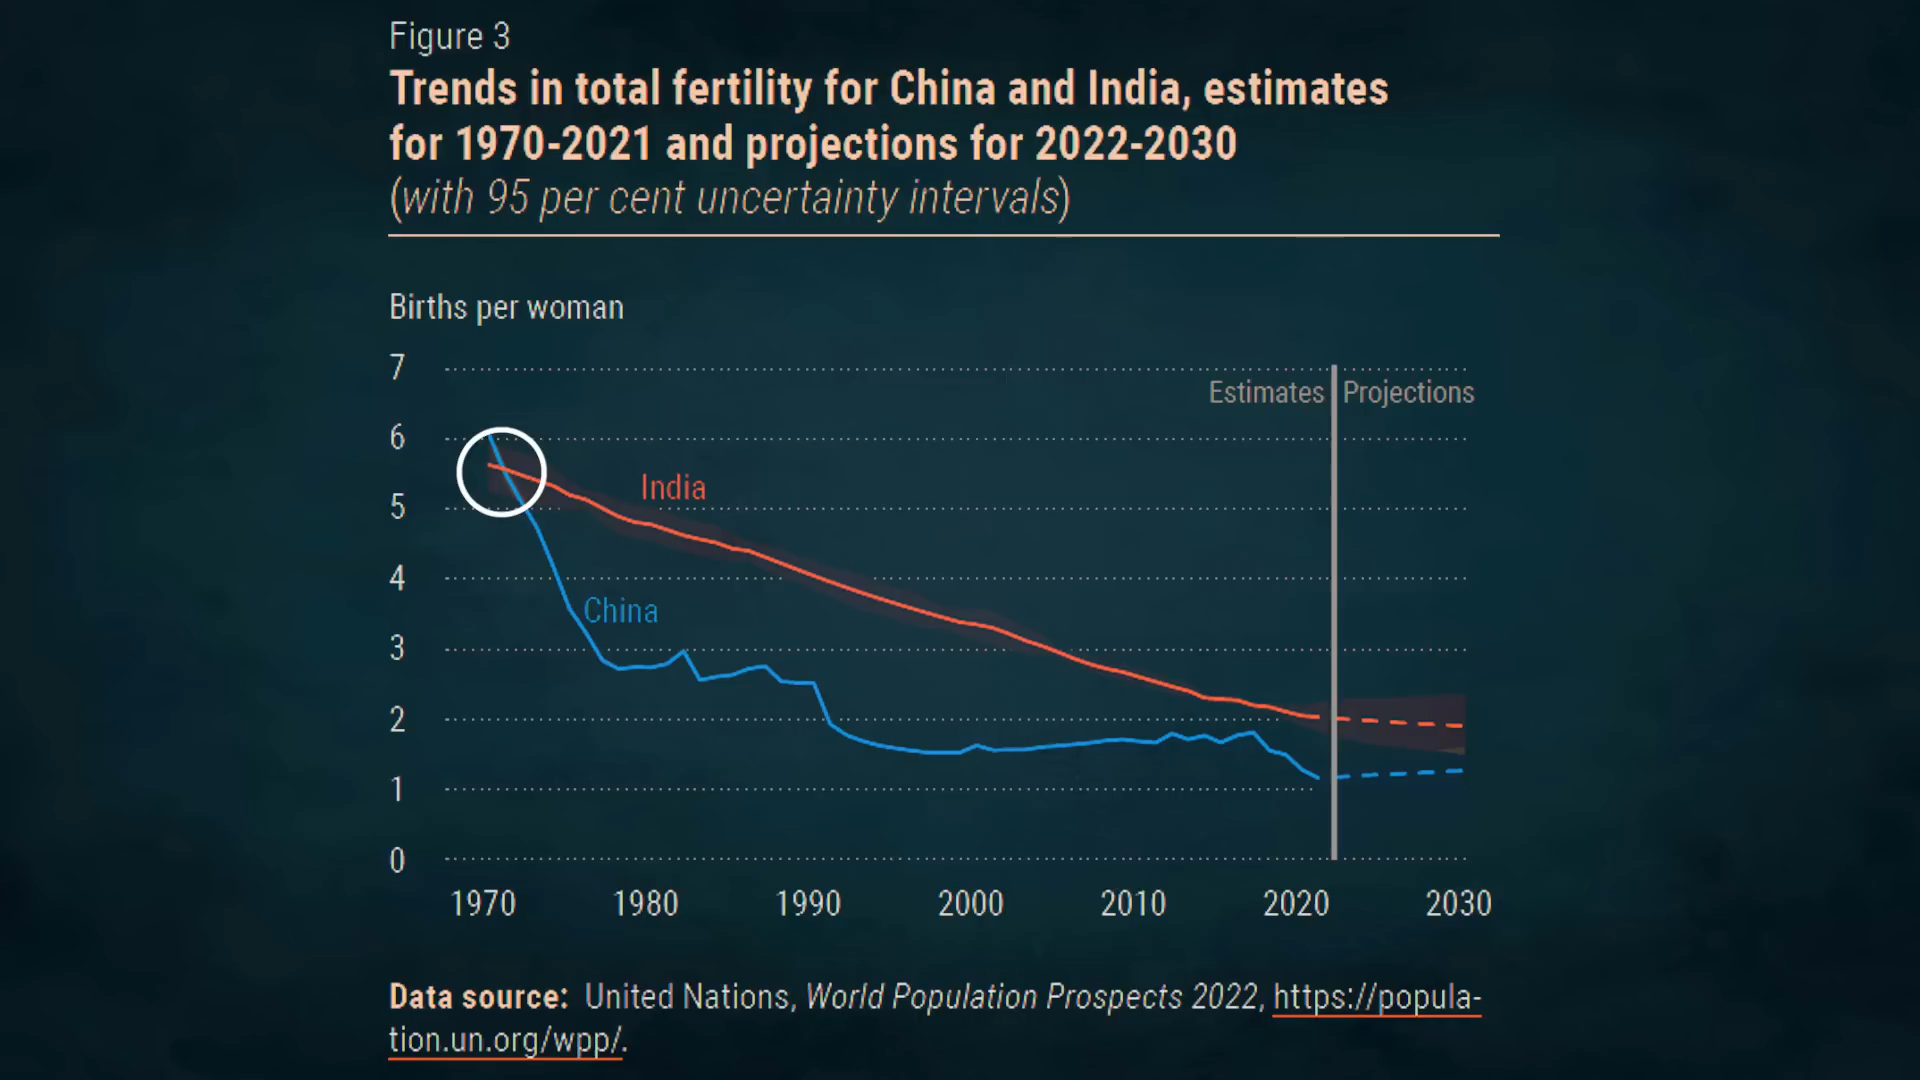 Figure 3
Trends in total fertility for China and India, estimates
for 1970-2021 and projections for 2022-2030
(with 95 per cent uncertainty intervals)
Births per woman
7
Estimates Projections
6
India
5
4
China
3
2
1
0
1970 1980 1990 2000 2010 2020 2030
Data source: United Nations, World Population Prospects 2022, https://popula-
tion.un.org/wpp/.